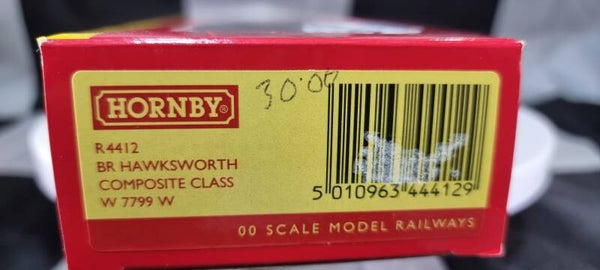 HORNBY®
30.00
R4412
BR HAWKSWORTH
COMPOSITE CLASS
W 7799 W
5 010963 444129
00 SCALE MODEL RAILWAYS